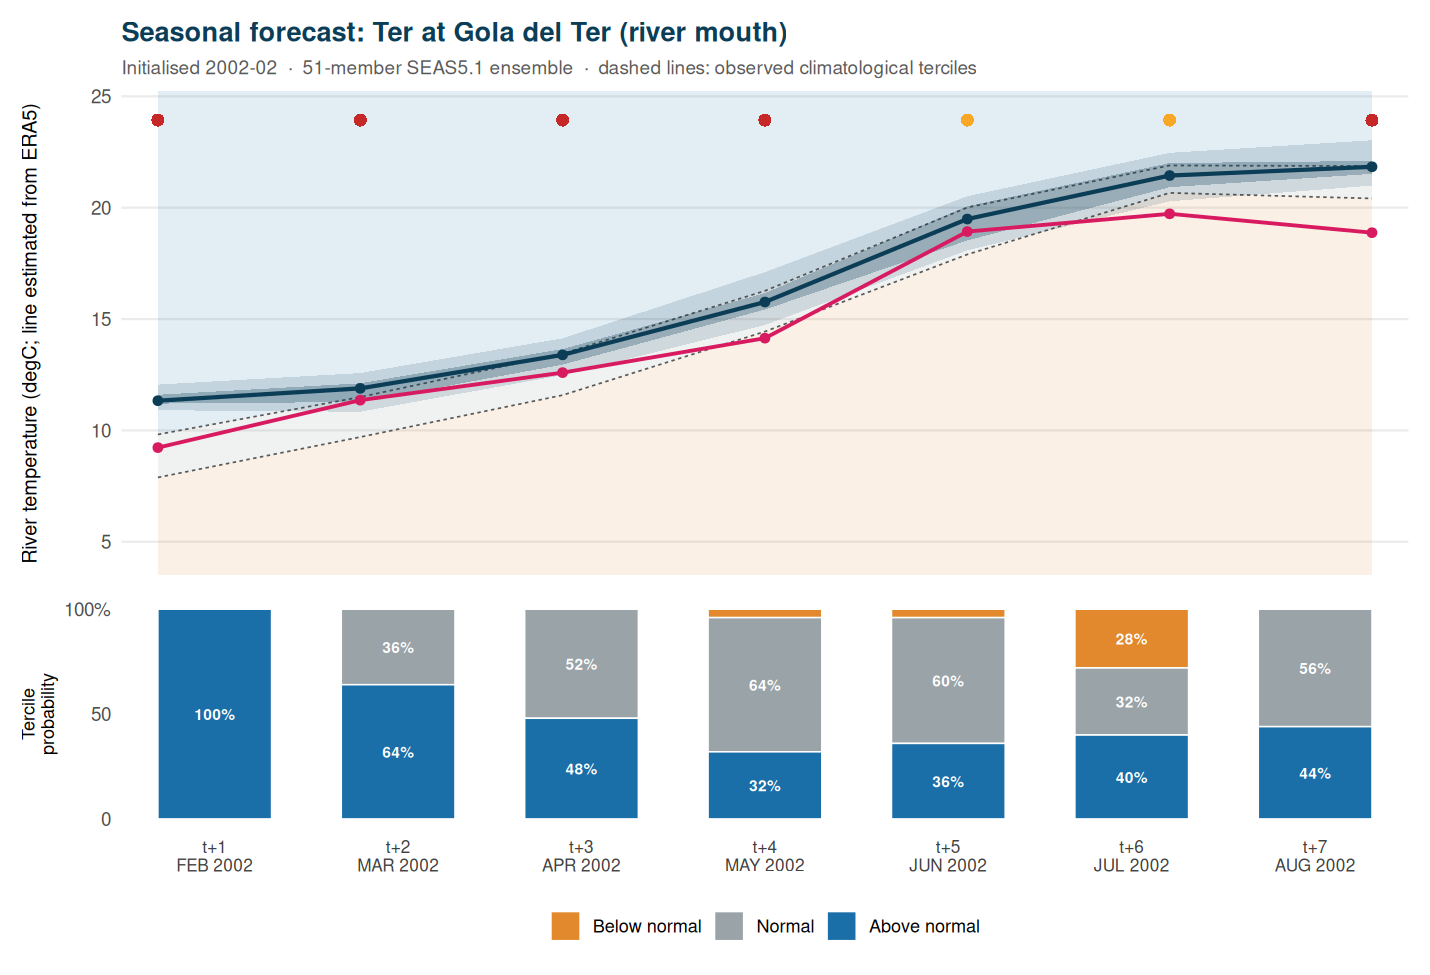 Seasonal forecast: Ter at Gola del Ter (river mouth)
Initialised 2002-02 · 51-member SEAS5.1 ensemble · dashed lines: observed climatological terciles
River temperature (degC; line estimated from ERA5)
25
20
15
10
5
Tercile
probability
100%
50
0
100%
36%
64%
52%
48%
64%
32%
60%
36%
28%
32%
40%
56%
44%
t+1
FEB 2002
t+2
MAR 2002
t+3
APR 2002
t+4
MAY 2002
t+5
JUN 2002
t+6
JUL 2002
t+7
AUG 2002
Below normal
Normal
Above normal